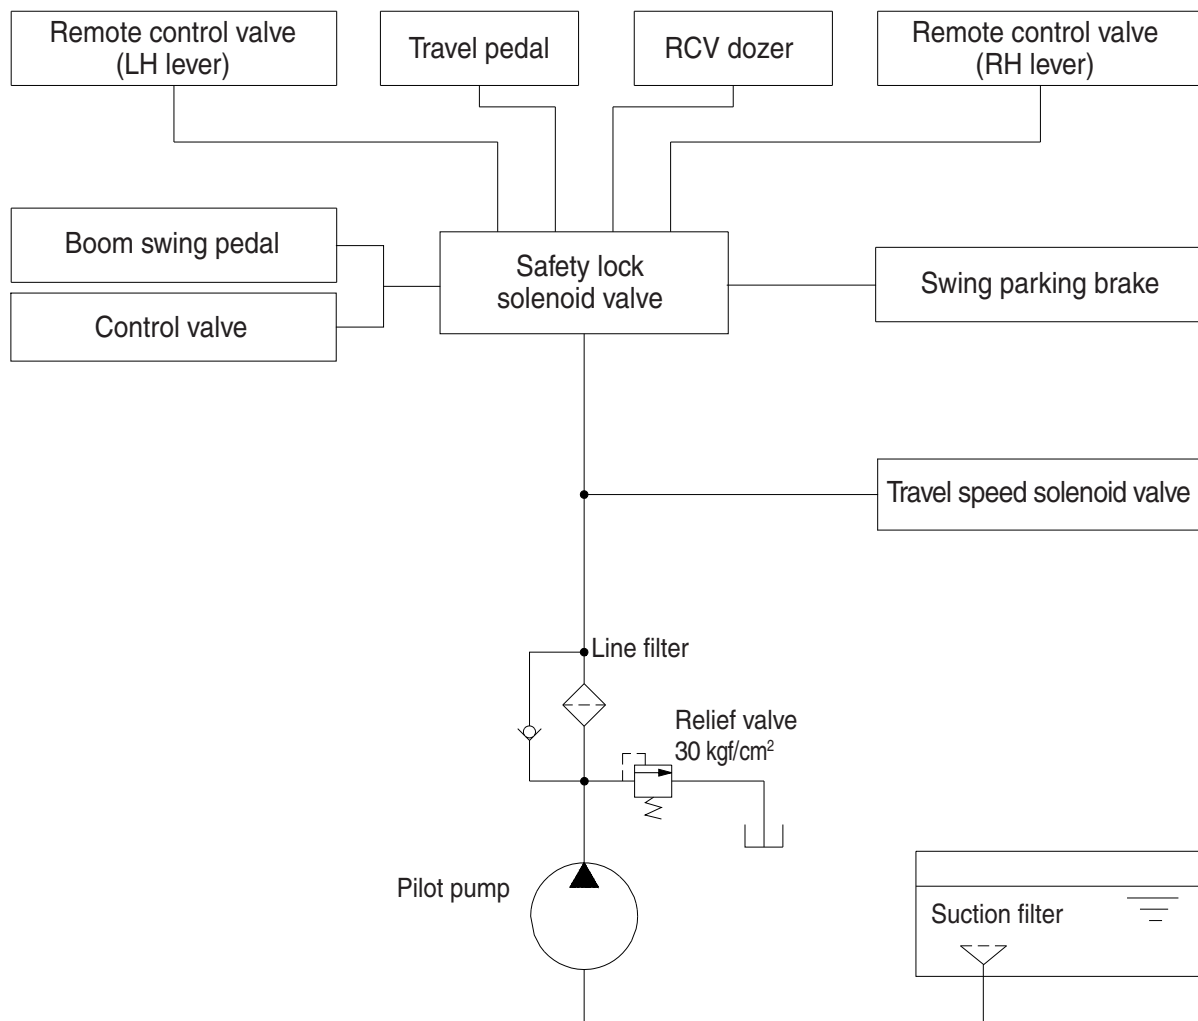 Remote control valve
(LH lever)
Travel pedal
RCV dozer
Remote control valve
(RH lever)
Boom swing pedal
Control valve
Safety lock
solenoid valve
Swing parking brake
Travel speed solenoid valve
Line filter
Relief valve
30 kgf/cm²
Pilot pump
Suction filter